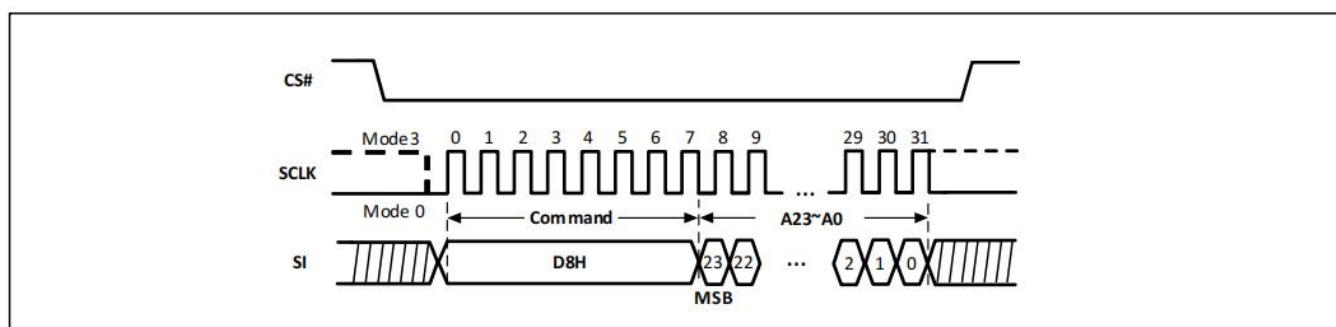 CS#
Mode 3 0 1 2 3 4 5 6 7 8 9 29 30 31
SCLK
...
Mode 0
Command A23~A0
SI D8H 23 22 ... 2 1 0
MSB